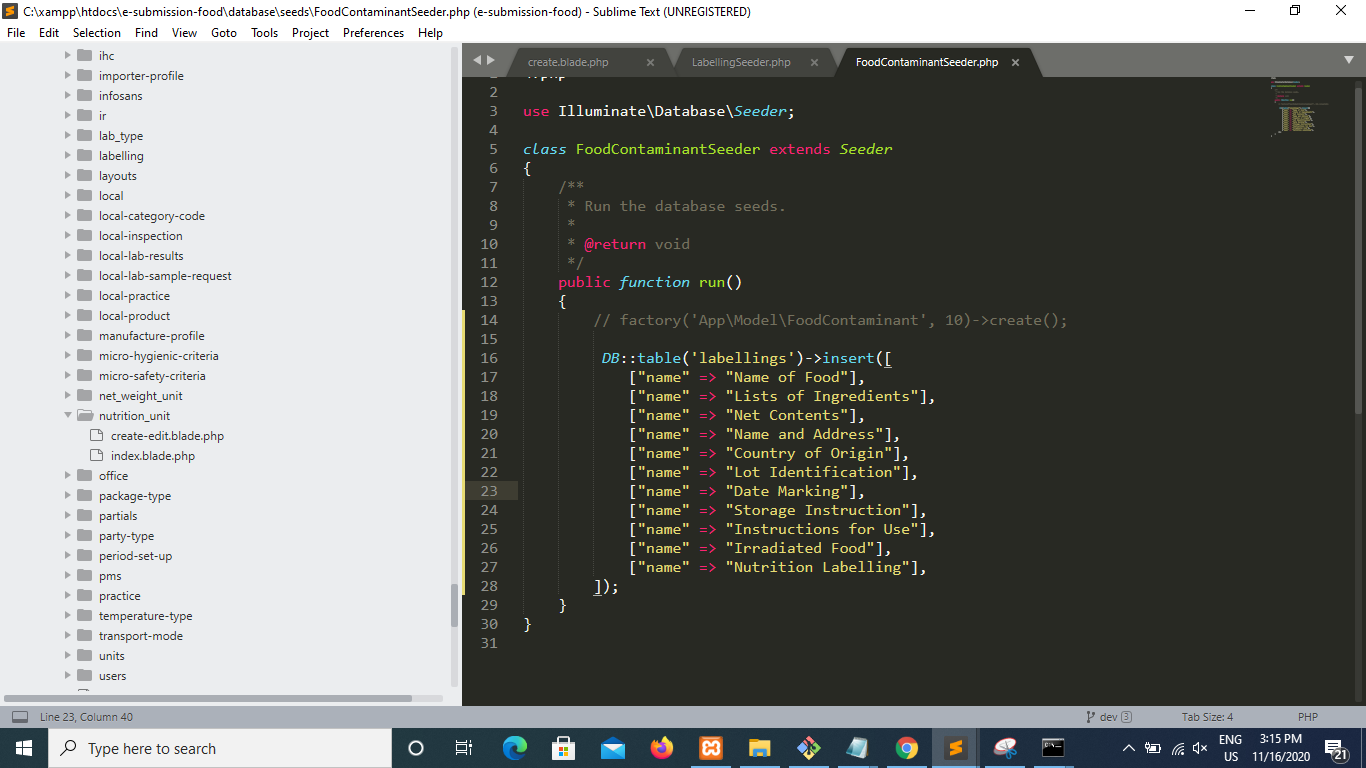 C:\xampp\htdocs\e-submission-food\database\seeds\FoodContaminantSeeder.php (e-submission-food) - Sublime Text (UNREGISTERED)
File Edit Selection Find View Goto Tools Project Preferences Help
ihc
importer-profile
infosans
ir
lab_type
labelling
layouts
local
local-category-code
local-inspection
local-lab-results
local-lab-sample-request
local-practice
local-product
manufacture-profile
micro-hygienic-criteria
micro-safety-criteria
net_weight_unit
nutrition_unit
create-edit.blade.php
index.blade.php
office
package-type
partials
party-type
period-set-up
pms
practice
temperature-type
transport-mode
units
users
create.blade.php LabellingSeeder.php FoodContaminantSeeder.php
2
3 use Illuminate\Database\Seeder;
4
5 class FoodContaminantSeeder extends Seeder
6 {
7 /**
8 * Run the database seeds.
9 *
10 * @return void
11 */
12 public function run()
13 {
14 // factory('App\Model\FoodContaminant', 10)->create();
15
16 DB::table('labellings')->insert([
17 ["name" => "Name of Food"],
18 ["name" => "Lists of Ingredients"],
19 ["name" => "Net Contents"],
20 ["name" => "Name and Address"],
21 ["name" => "Country of Origin"],
22 ["name" => "Lot Identification"],
23 ["name" => "Date Marking"],
24 ["name" => "Storage Instruction"],
25 ["name" => "Instructions for Use"],
26 ["name" => "Irradiated Food"],
27 ["name" => "Nutrition Labelling"],
28 ]);
29 }
30 }
31
Line 23, Column 40 dev 3 Tab Size: 4 PHP
Type here to search
ENG US
3:15 PM
11/16/2020
21